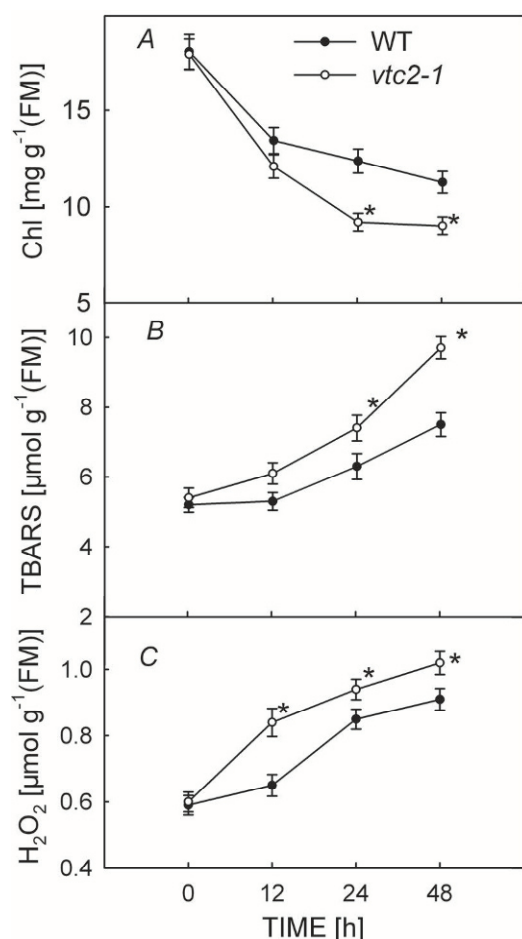 A
WT
vtc2-1
Chl [mg g⁻¹(FM)]
15
10
5
*
*
B
TBARS [µmol g⁻¹(FM)]
10
8
6
4
2
*
*
C
H₂O₂ [µmol g⁻¹(FM)]
1.0
0.8
0.6
0.4
*
*
*
0 12 24 48
TIME [h]